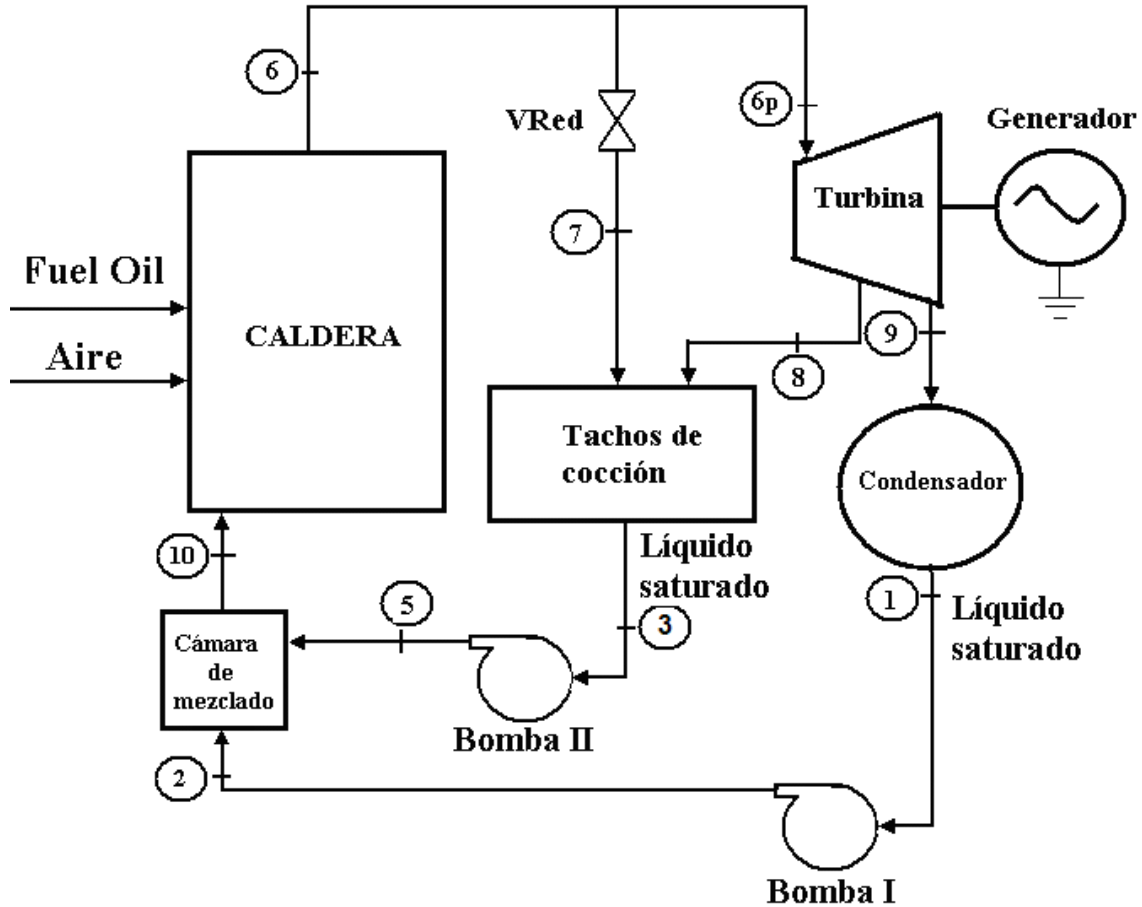 6
6p
Generador
VRed
Turbina
7
Fuel Oil
CALDERA
Aire
9
8
Tachos de
cocción
Condensador
10
Líquido
saturado
1
5
3
Líquido
saturado
Cámara
de
mezclado
Bomba II
2
Bomba I